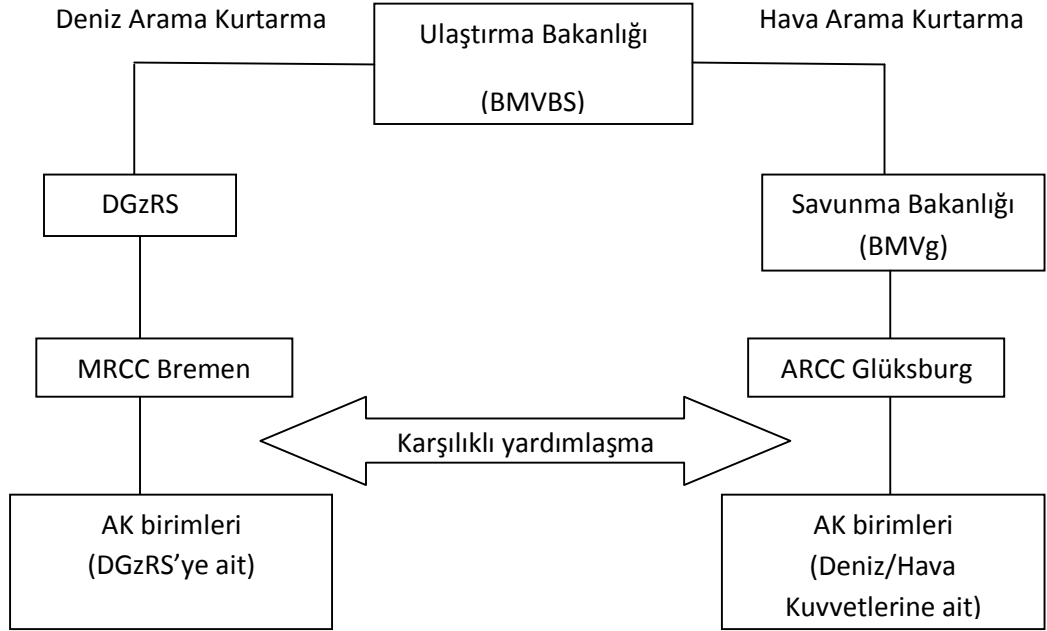 Deniz Arama Kurtarma
Ulaştırma Bakanlığı
(BMVBS)
Hava Arama Kurtarma
DGzRS
Savunma Bakanlığı
(BMVg)
MRCC Bremen
ARCC Glüksburg
Karşılıklı yardımlaşma
AK birimleri
(DGzRS’ye ait)
AK birimleri
(Deniz/Hava
Kuvvetlerine ait)